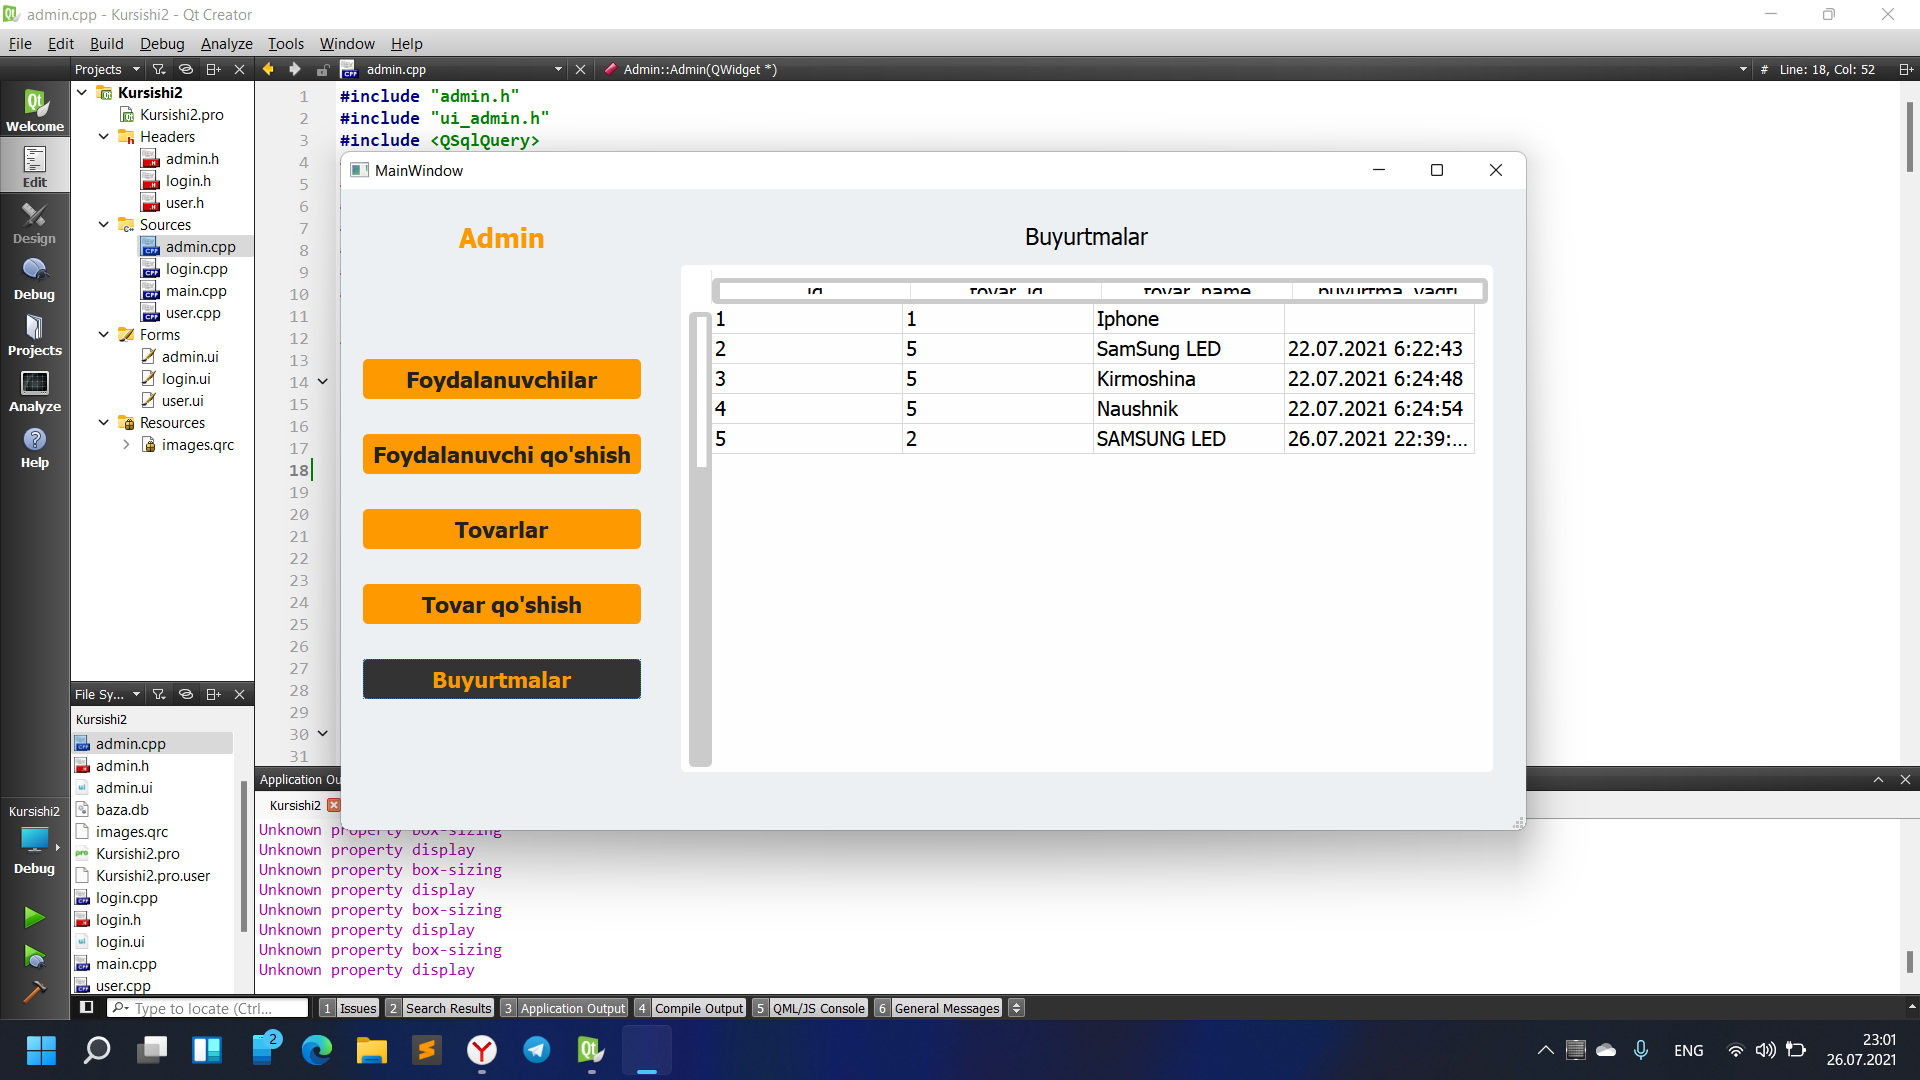 admin.cpp - Kursishi2 - Qt Creator
File Edit Build Debug Analyze Tools Window Help
Projects
admin.cpp
Admin::Admin(QWidget *)
# Line: 18, Col: 52
Welcome
Edit
Design
Debug
Projects
Analyze
Help
Kursishi2
Kursishi2.pro
Headers
admin.h
login.h
user.h
Sources
admin.cpp
login.cpp
main.cpp
user.cpp
Forms
admin.ui
login.ui
user.ui
Resources
images.qrc
1 #include "admin.h"
2 #include "ui_admin.h"
3 #include <QSqlQuery>
4
5
6
7
8
9
10
11
12
13
14
15
16
17
18
19
20
21
22
23
24
25
26
27
28
29
30
31
MainWindow
Admin
Foydalanuvchilar
Foydalanuvchi qo'shish
Tovarlar
Tovar qo'shish
Buyurtmalar
Buyurtmalar
id tovar_id tovar_name buyurtma_vaqti
1 1 Iphone
2 5 SamSung LED 22.07.2021 6:22:43
3 5 Kirmoshina 22.07.2021 6:24:48
4 5 Naushnik 22.07.2021 6:24:54
5 2 SAMSUNG LED 26.07.2021 22:39:...
File Sy...
Kursishi2
admin.cpp
admin.h
admin.ui
baza.db
images.qrc
Kursishi2.pro
Kursishi2.pro.user
login.cpp
login.h
login.ui
main.cpp
user.cpp
Kursishi2
Debug
Application Ou
Kursishi2
Unknown property box-sizing
Unknown property display
Unknown property box-sizing
Unknown property display
Unknown property box-sizing
Unknown property display
Unknown property box-sizing
Unknown property display
Type to locate (Ctrl...
1 Issues 2 Search Results 3 Application Output 4 Compile Output 5 QML/JS Console 6 General Messages
2
ENG
23:01
26.07.2021